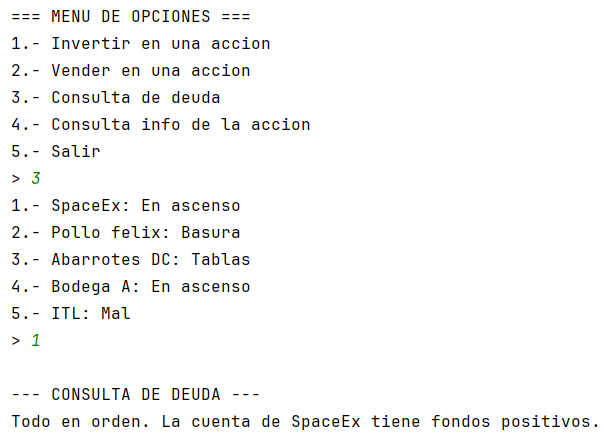 === MENU DE OPCIONES ===
1.- Invertir en una accion
2.- Vender en una accion
3.- Consulta de deuda
4.- Consulta info de la accion
5.- Salir
> 3
1.- SpaceEx: En ascenso
2.- Pollo felix: Basura
3.- Abarrotes DC: Tablas
4.- Bodega A: En ascenso
5.- ITL: Mal
> 1
--- CONSULTA DE DEUDA ---
Todo en orden. La cuenta de SpaceEx tiene fondos positivos.